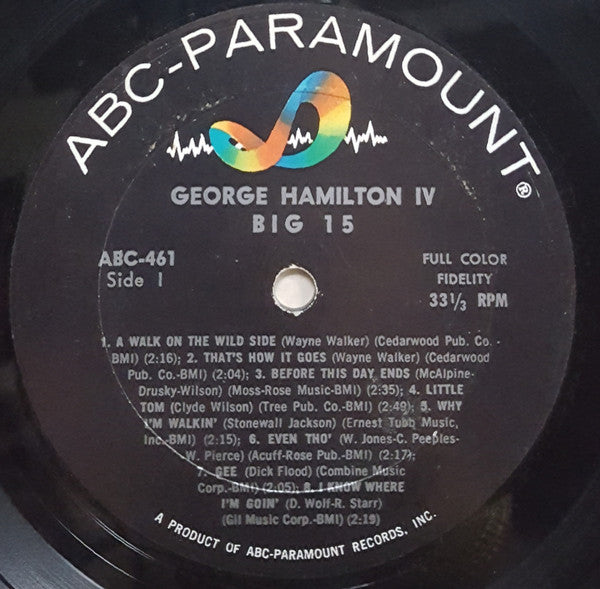 ABC-PARAMOUNT®
GEORGE HAMILTON IV
BIG 15
ABC-461
Side 1
FULL COLOR
FIDELITY
33⅓ RPM
1. A WALK ON THE WILD SIDE (Wayne Walker) (Cedarwood Pub. Co.-
BMI) (2:16); 2. THAT'S HOW IT GOES (Wayne Walker) (Cedarwood
Pub. Co.-BMI) (2:04); 3. BEFORE THIS DAY ENDS (McAlpine-
Drusky-Wilson) (Moss-Rose Music-BMI) (2:35); 4. LITTLE
TOM (Clyde Wilson) (Tree Pub. Co.-BMI) (2:49); 5. WHY
I'M WALKIN' (Stonewall Jackson) (Ernest Tubb Music,
Inc.-BMI) (2:15); 6. EVEN THO' (W. Jones-C. Peeples-
W. Pierce) (Acuff-Rose Pub.-BMI) (2:17);
7. GEE (Dick Flood) (Combine Music
Corp.-BMI) (2:05); 8. I KNOW WHERE
I'M GOIN' (D. Wolf-R. Starr)
(Gil Music Corp.-BMI) (2:19)
A PRODUCT OF ABC-PARAMOUNT RECORDS, INC.